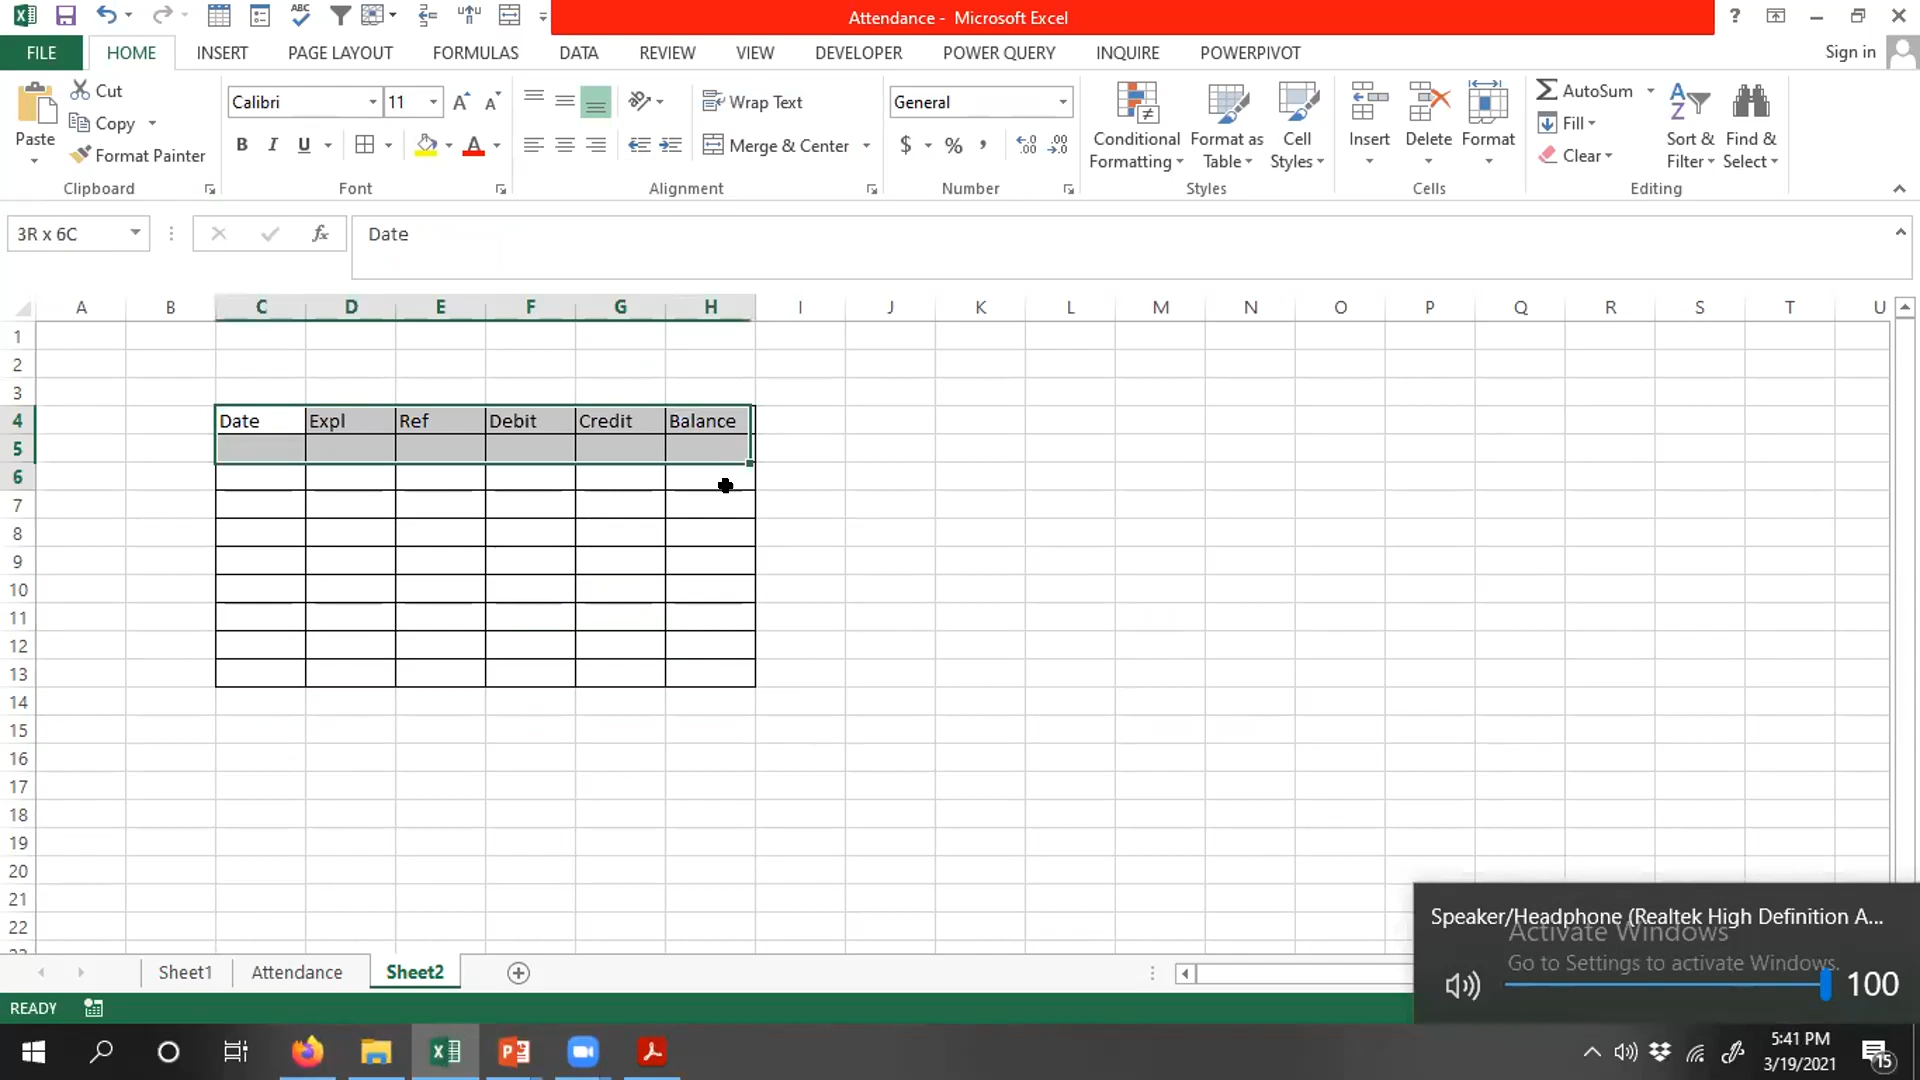 Attendance - Microsoft Excel
?
FILE HOME INSERT PAGE LAYOUT FORMULAS DATA REVIEW VIEW DEVELOPER POWER QUERY INQUIRE POWERPIVOT Sign in
Paste
Cut
Copy
Format Painter
Clipboard
Calibri 11
B I U
Font
Wrap Text
Merge & Center
Alignment
General
$ % ,
Number
Conditional Formatting
Format as Table
Cell Styles
Styles
Insert Delete Format
Cells
AutoSum
Fill
Clear
Sort & Filter
Find & Select
Editing
3R x 6C fx Date
A B C D E F G H I J K L M N O P Q R S T U
1
2
3
4 Date Expl Ref Debit Credit Balance
5
6
7
8
9
10
11
12
13
14
15
16
17
18
19
20
21
22
Speaker/Headphone (Realtek High Definition A...
Activate Windows
Go to Settings to activate Windows.
100
Sheet1 Attendance Sheet2
READY
5:41 PM
3/19/2021
15